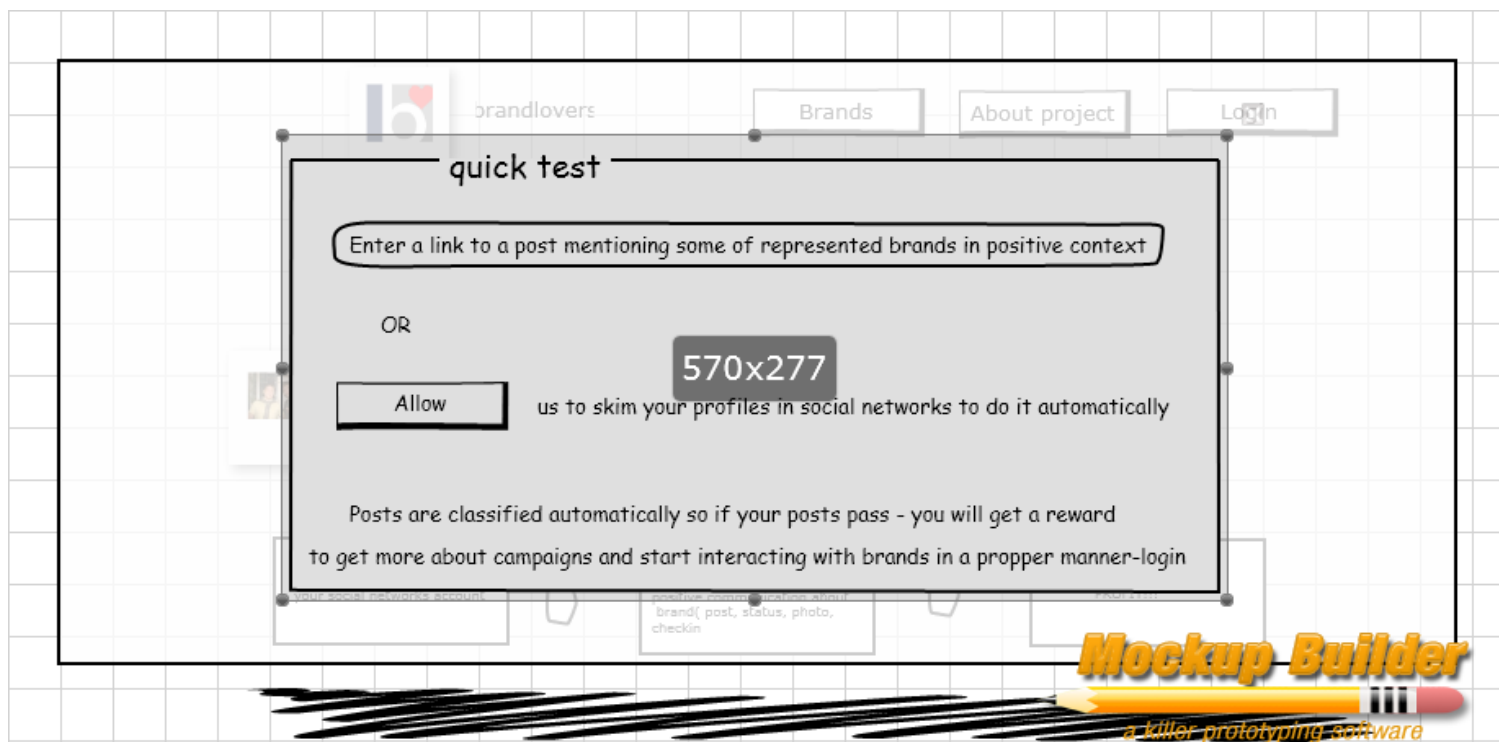 brandlovers
Brands
About project
Login
quick test
Enter a link to a post mentioning some of represented brands in positive context
OR
570x277
Allow
us to skim your profiles in social networks to do it automatically
Posts are classified automatically so if your posts pass - you will get a reward
to get more about campaigns and start interacting with brands in a propper manner-login
your social networks account
positive communication about
brand( post, status, photo,
checkin
Mockup Builder
a killer prototyping software